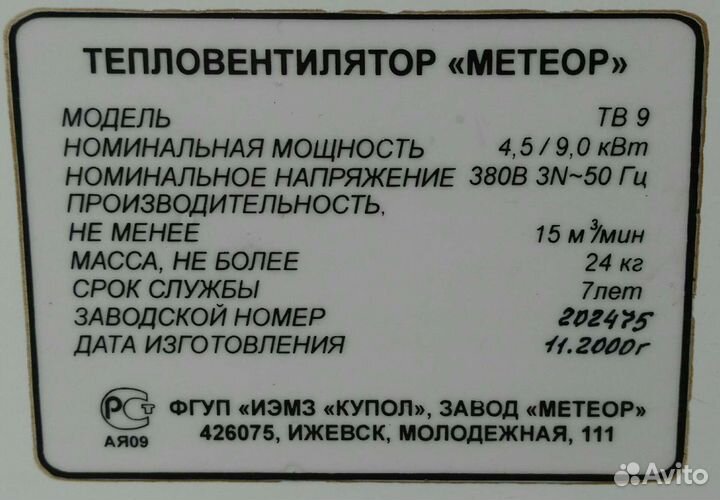 ТЕПЛОВЕНТИЛЯТОР «МЕТЕОР»
МОДЕЛЬ ТВ 9
НОМИНАЛЬНАЯ МОЩНОСТЬ 4,5 / 9,0 кВт
НОМИНАЛЬНОЕ НАПРЯЖЕНИЕ 380В 3N~50 Гц
ПРОИЗВОДИТЕЛЬНОСТЬ,
НЕ МЕНЕЕ 15 м³/мин
МАССА, НЕ БОЛЕЕ 24 кг
СРОК СЛУЖБЫ 7лет
ЗАВОДСКОЙ НОМЕР 202475
ДАТА ИЗГОТОВЛЕНИЯ 11.2000г
РСТ ФГУП «ИЭМЗ «КУПОЛ», ЗАВОД «МЕТЕОР»
АЯ09 426075, ИЖЕВСК, МОЛОДЕЖНАЯ, 111
Avito